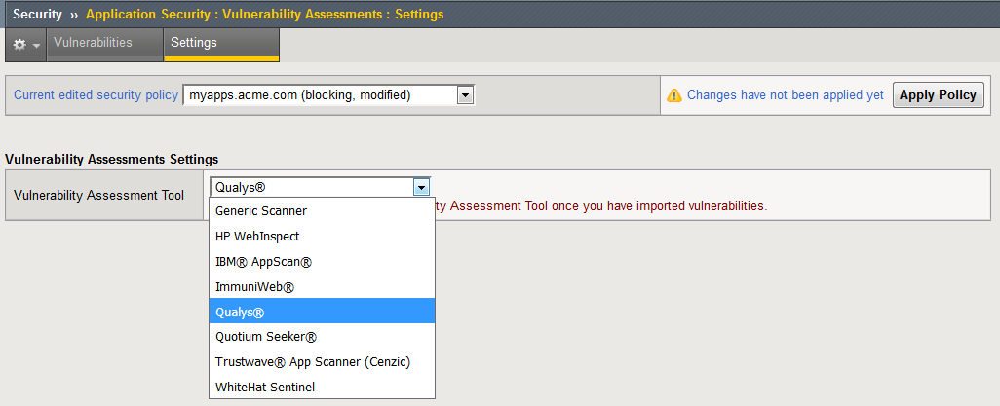 Security » Application Security : Vulnerability Assessments : Settings
Vulnerabilities Settings
Current edited security policy myapps.acme.com (blocking, modified) Changes have not been applied yet Apply Policy
Vulnerability Assessments Settings
Vulnerability Assessment Tool Qualys®
ty Assessment Tool once you have imported vulnerabilities.
Generic Scanner
HP WebInspect
IBM® AppScan®
ImmuniWeb®
Qualys®
Quotium Seeker®
Trustwave® App Scanner (Cenzic)
WhiteHat Sentinel